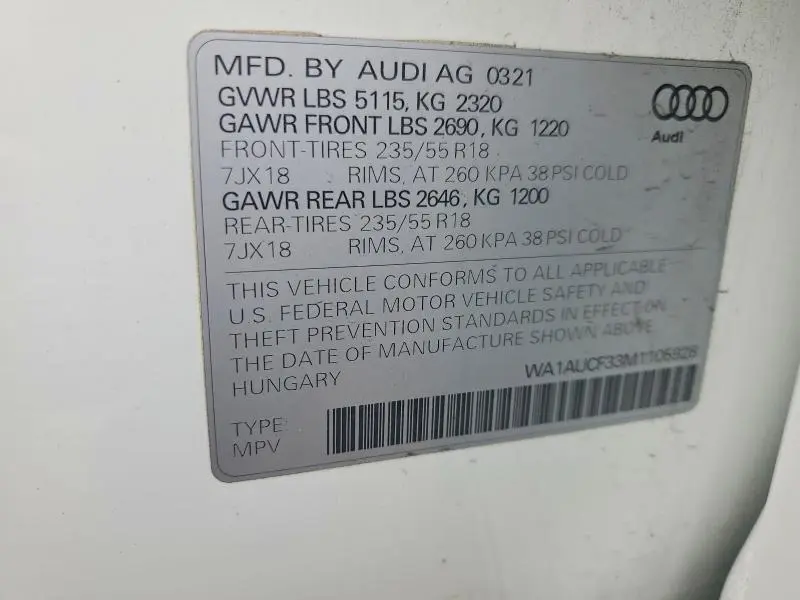 MFD. BY AUDI AG 0321
GVWR LBS 5115, KG 2320
GAWR FRONT LBS 2690, KG 1220
FRONT-TIRES 235/55 R18
7JX18 RIMS, AT 260 KPA 38 PSI COLD
GAWR REAR LBS 2646, KG 1200
REAR-TIRES 235/55 R18
7JX18 RIMS, AT 260 KPA 38 PSI COLD
Audi
THIS VEHICLE CONFORMS TO ALL APPLICABLE
U.S. FEDERAL MOTOR VEHICLE SAFETY AND
THEFT PREVENTION STANDARDS IN EFFECT ON
THE DATE OF MANUFACTURE SHOWN ABOVE.
HUNGARY
WA1AUCF33M1106926
TYPE:
MPV